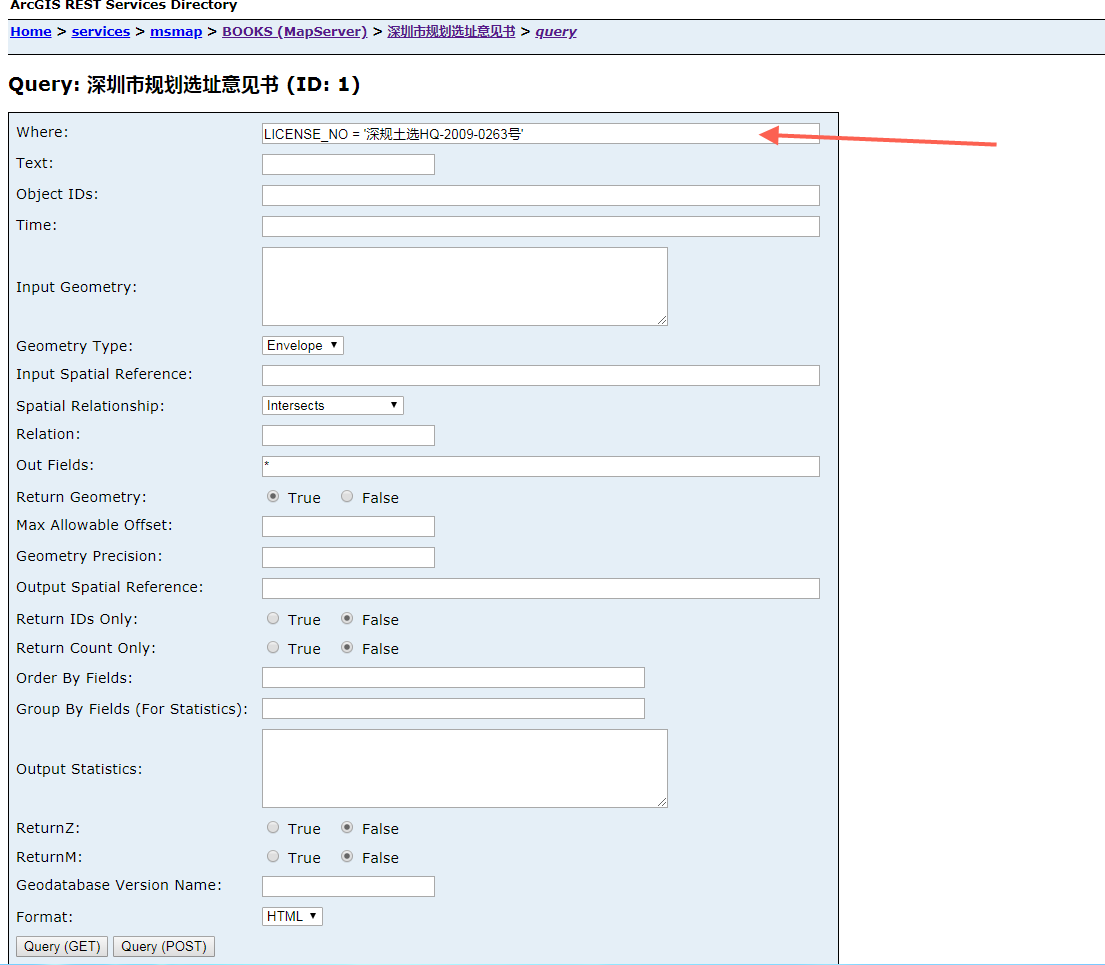 ArcGIS REST Services Directory
Home > services > msmap > BOOKS (MapServer) > 深圳市规划选址意见书 > query
Query: 深圳市规划选址意见书 (ID: 1)
Where: LICENSE_NO = '深规土选HQ-2009-0263号'
Text:
Object IDs:
Time:
Input Geometry:
Geometry Type: Envelope
Input Spatial Reference:
Spatial Relationship: Intersects
Relation:
Out Fields: *
Return Geometry: True False
Max Allowable Offset:
Geometry Precision:
Output Spatial Reference:
Return IDs Only: True False
Return Count Only: True False
Order By Fields:
Group By Fields (For Statistics):
Output Statistics:
ReturnZ: True False
ReturnM: True False
Geodatabase Version Name:
Format: HTML
Query (GET) Query (POST)